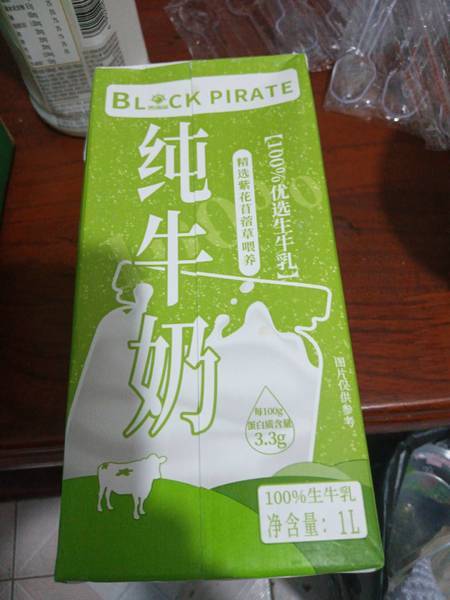 BLACK PIRATE
纯牛奶
精选紫花苜蓿草喂养
【100%优选生牛乳】
图片仅供参考
每100g
蛋白质含量
3.3g
100%生牛乳
净含量：1L